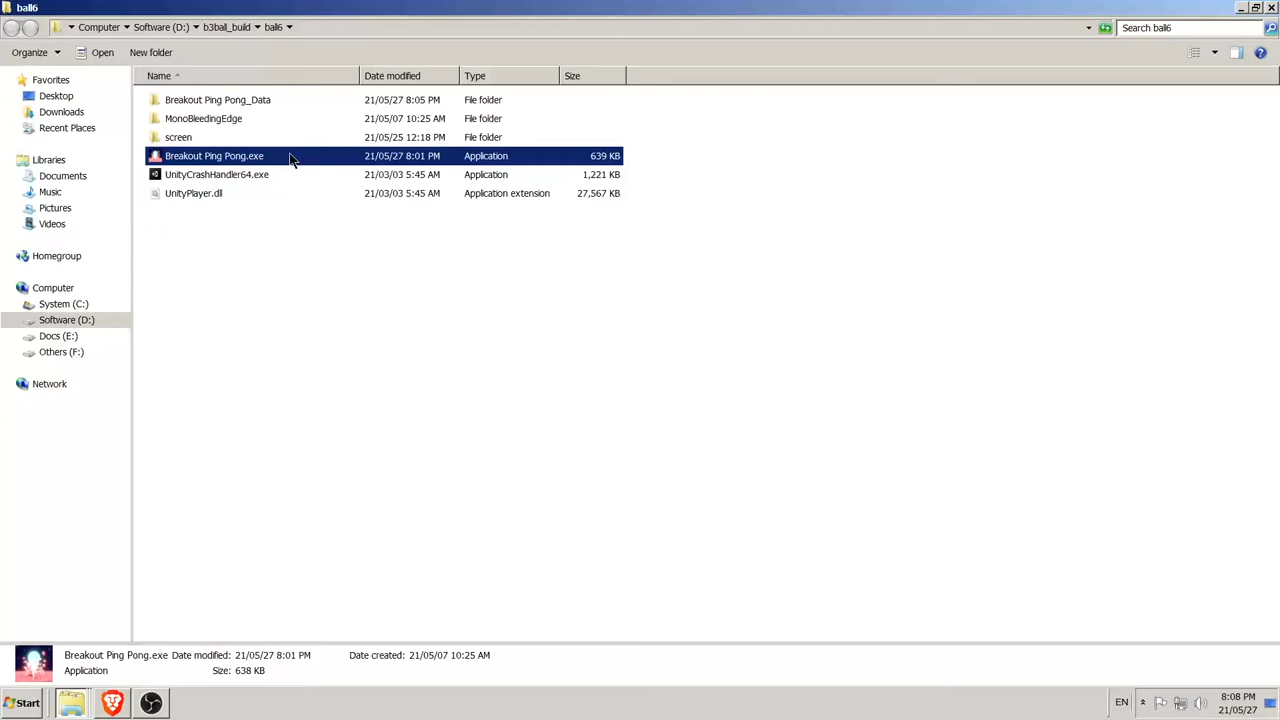 ball6
Computer Software (D:) b3ball_build ball6
Search ball6
Organize Open New folder
Name Date modified Type Size
Favorites
Desktop
Downloads
Recent Places
Libraries
Documents
Music
Pictures
Videos
Homegroup
Computer
System (C:)
Software (D:)
Docs (E:)
Others (F:)
Network
Breakout Ping Pong_Data 21/05/27 8:05 PM File folder
MonoBleedingEdge 21/05/07 10:25 AM File folder
screen 21/05/25 12:18 PM File folder
Breakout Ping Pong.exe 21/05/27 8:01 PM Application 639 KB
UnityCrashHandler64.exe 21/03/03 5:45 AM Application 1,221 KB
UnityPlayer.dll 21/03/03 5:45 AM Application extension 27,567 KB
Breakout Ping Pong.exe Date modified: 21/05/27 8:01 PM Date created: 21/05/07 10:25 AM
Application Size: 638 KB
Start
EN
8:08 PM
21/05/27